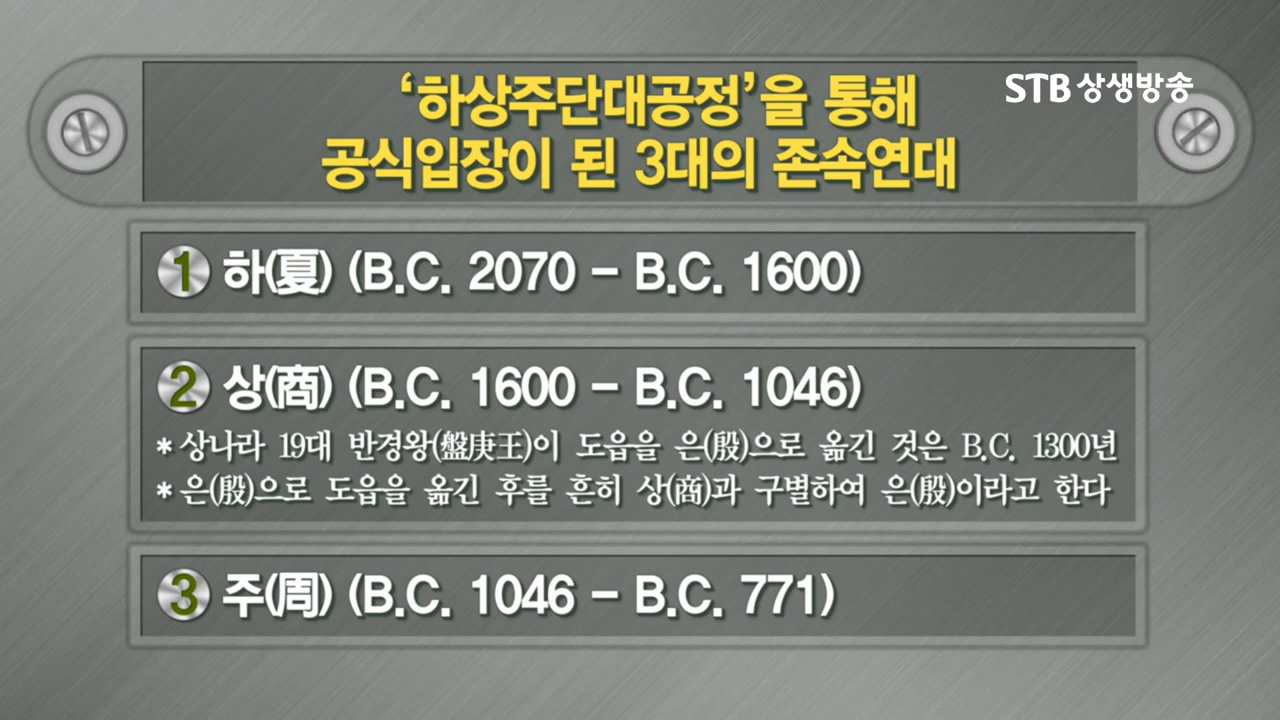 ‘하상주단대공정’을 통해
공식입장이 된 3대의 존속연대
STB 상생방송
1 하(夏) (B.C. 2070 – B.C. 1600)
2 상(商) (B.C. 1600 – B.C. 1046)
* 상나라 19대 반경왕(盤庚王)이 도읍을 은(殷)으로 옮긴 것은 B.C. 1300년
* 은(殷)으로 도읍을 옮긴 후를 흔히 상(商)과 구별하여 은(殷)이라고 한다
3 주(周) (B.C. 1046 – B.C. 771)